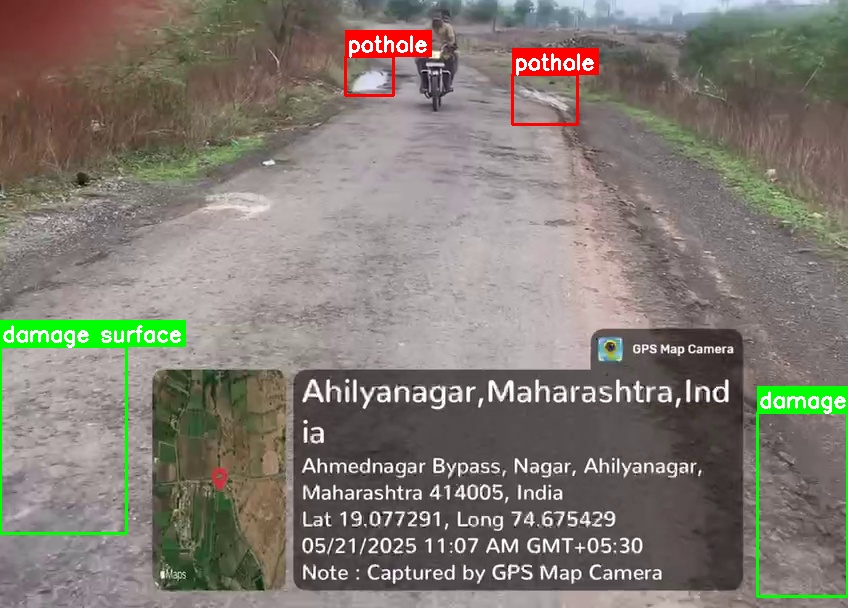 pothole
pothole
damage surface
GPS Map Camera
damage
Ahilyanagar,Maharashtra,Ind
ia
Ahmednagar Bypass, Nagar, Ahilyanagar,
Maharashtra 414005, India
Lat 19.077291, Long 74.675429
05/21/2025 11:07 AM GMT+05:30
Note : Captured by GPS Map Camera
Maps